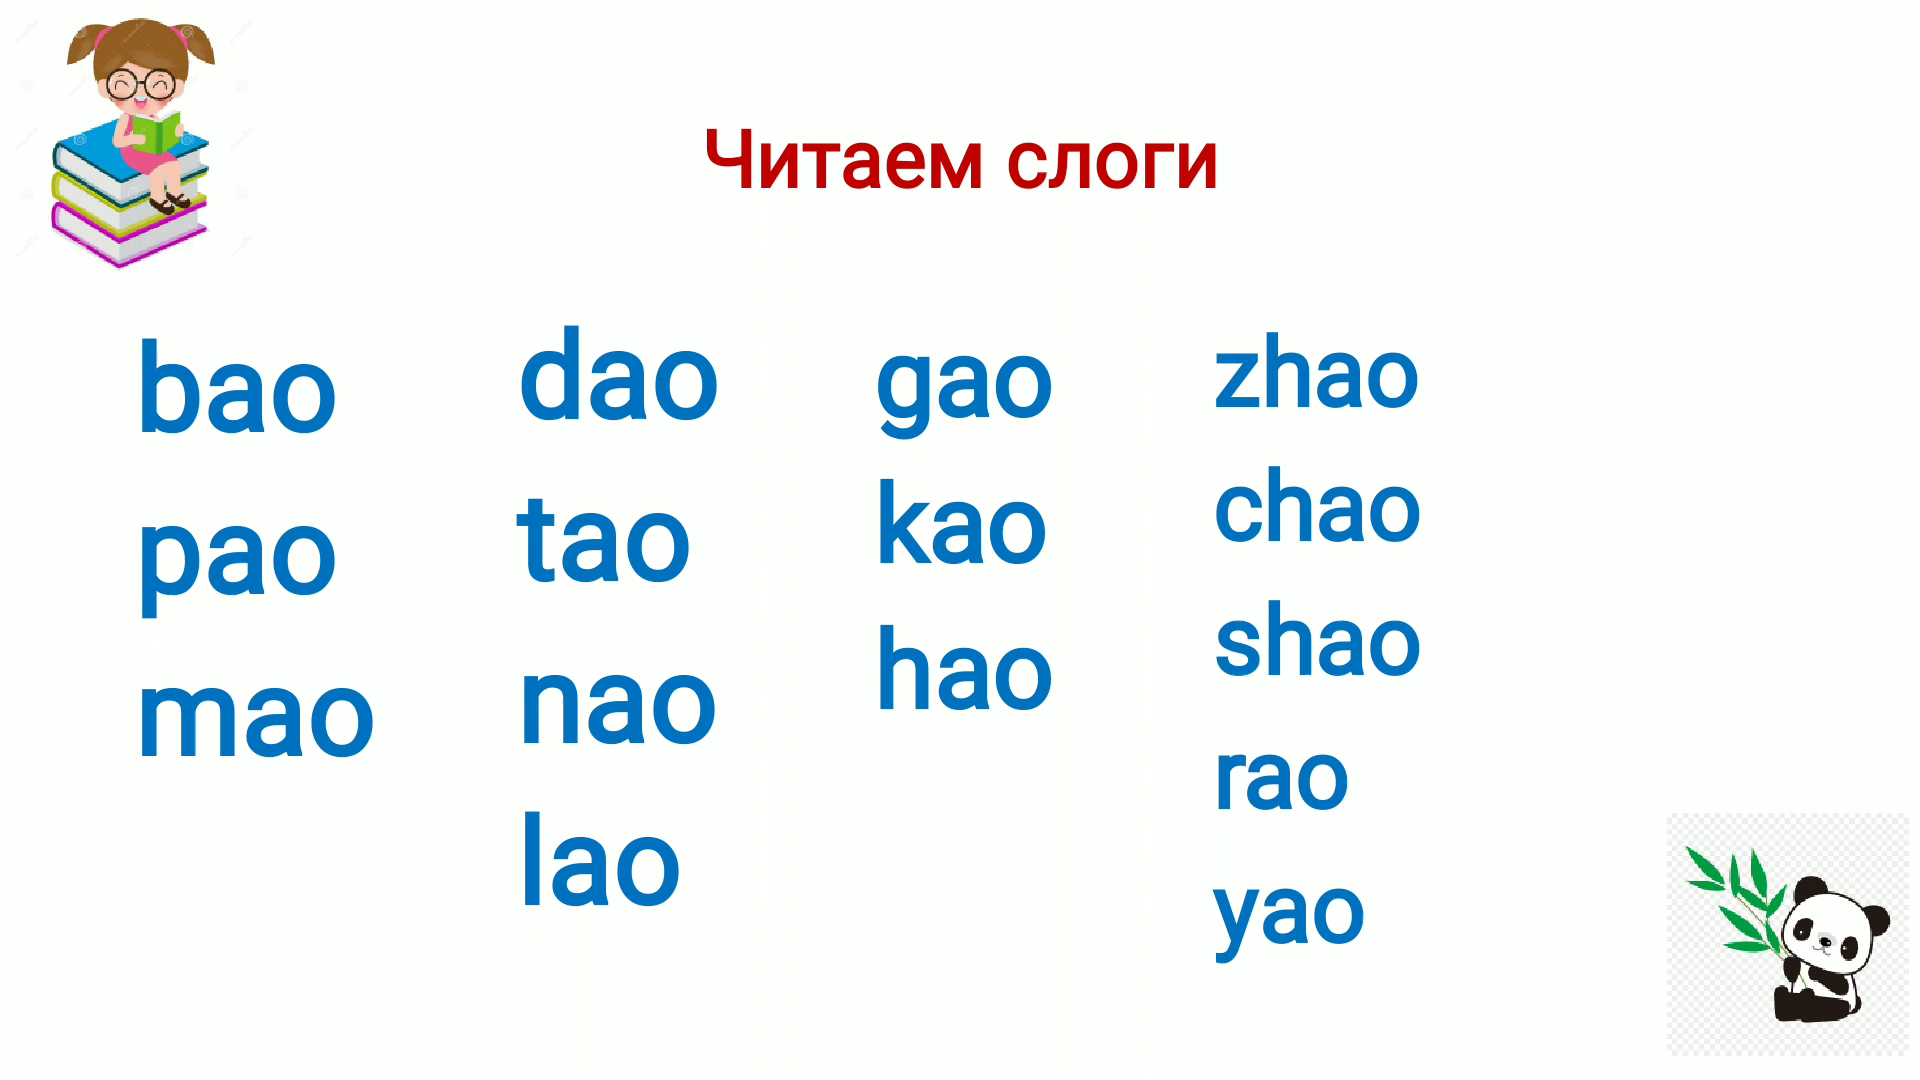 Читаем слоги
bao
pao
mao
dao
tao
nao
lao
gao
kao
hao
zhao
chao
shao
rao
yao